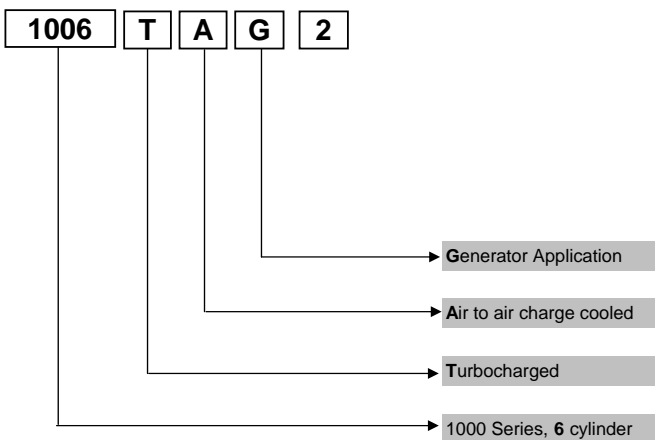 1006 T A G 2
Generator Application
Air to air charge cooled
Turbocharged
1000 Series, 6 cylinder